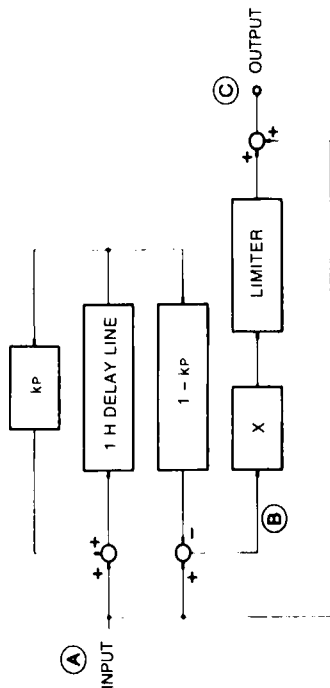 KP
1 H DELAY LINE
1 - KP
X
LIMITER
A
INPUT
B
C
OUTPUT
+
+
+
-
+
+